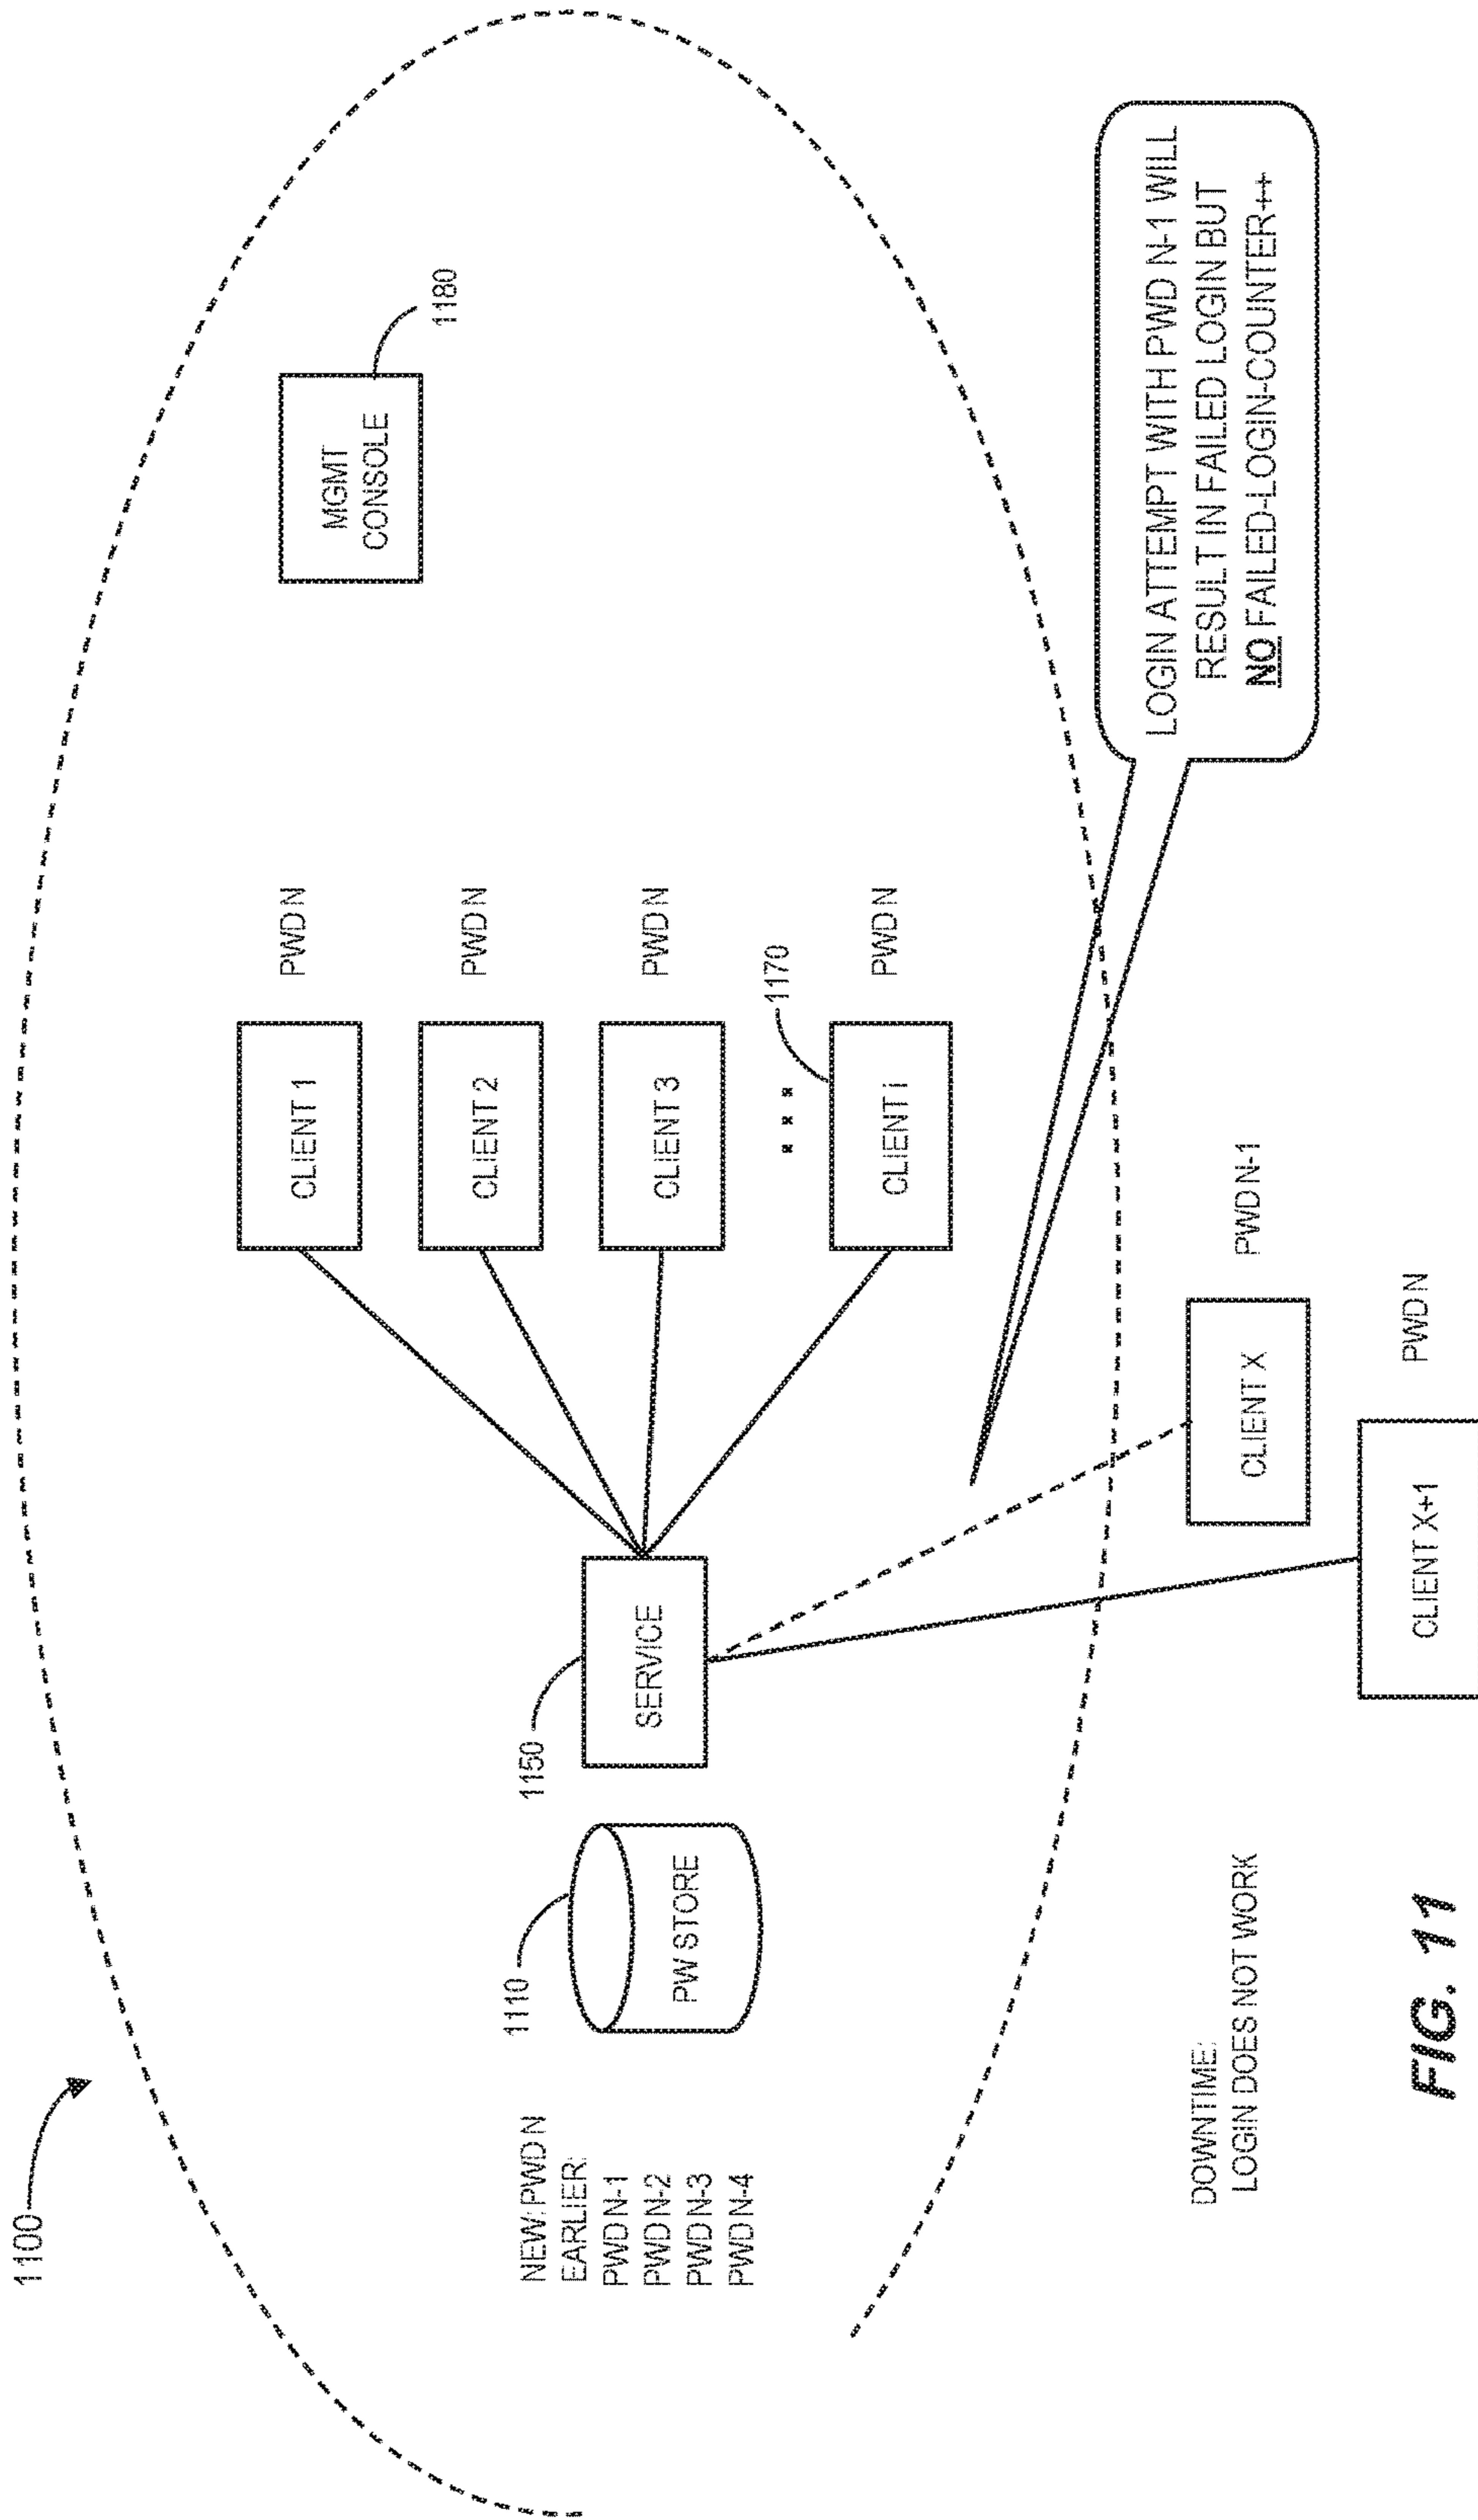 1100
NEW: PWD N
EARLIER:
PWD N-1
PWD N-2
PWD N-3
PWD N-4
1110
PW STORE
1150
SERVICE
CLIENT 1
PWD N
CLIENT 2
PWD N
CLIENT 3
PWD N
1170
CLIENT i
PWD N
MGMT
CONSOLE
1180
LOGIN ATTEMPT WITH PWD N-1 WILL
RESULT IN FAILED LOGIN BUT
NO FAILED-LOGIN-COUNTER++
CLIENT X
PWD N-1
CLIENT X+1
PWD N
DOWNTIME:
LOGIN DOES NOT WORK
FIG. 11